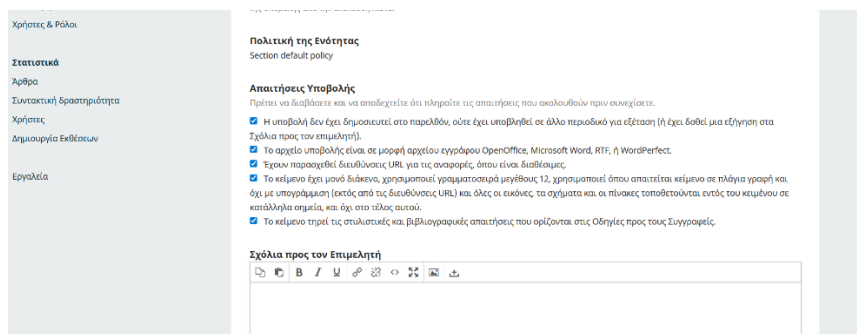 Χρήστες & Ρόλοι
Στατιστικά
Άρθρα
Συντακτική δραστηριότητα
Χρήστες
Δημιουργία Εκθέσεων
Εργαλεία
Πολιτική της Ενότητας
Section default policy
Απαιτήσεις Υποβολής
Πρέπει να διαβάσετε και να αποδεχτείτε ότι πληροίτε τις απαιτήσεις που ακολουθούν πριν συνεχίσετε.
Η υποβολή δεν έχει δημοσιευτεί στο παρελθόν, ούτε έχει υποβληθεί σε άλλο περιοδικό για εξέταση (ή έχει δοθεί μια εξήγηση στα
Σχόλια προς τον επιμελητή).
Το αρχείο υποβολής είναι σε μορφή αρχείου εγγράφου OpenOffice, Microsoft Word, RTF, ή WordPerfect.
Έχουν παρασχεθεί διευθύνσεις URL για τις αναφορές, όπου είναι διαθέσιμες.
Το κείμενο έχει μονό διάκενο, χρησιμοποιεί γραμματοσειρά μεγέθους 12, χρησιμοποιεί όπου απαιτείται κείμενο σε πλάγια γραφή και
όχι με υπογράμμιση (εκτός από τις διευθύνσεις URL) και όλες οι εικόνες, τα σχήματα και οι πίνακες τοποθετούνται εντός του κειμένου σε
κατάλληλα σημεία, και όχι στο τέλος αυτού.
Το κείμενο τηρεί τις στυλιστικές και βιβλιογραφικές απαιτήσεις που ορίζονται στις Οδηγίες προς τους Συγγραφείς.
Σχόλια προς τον Επιμελητή
B I U